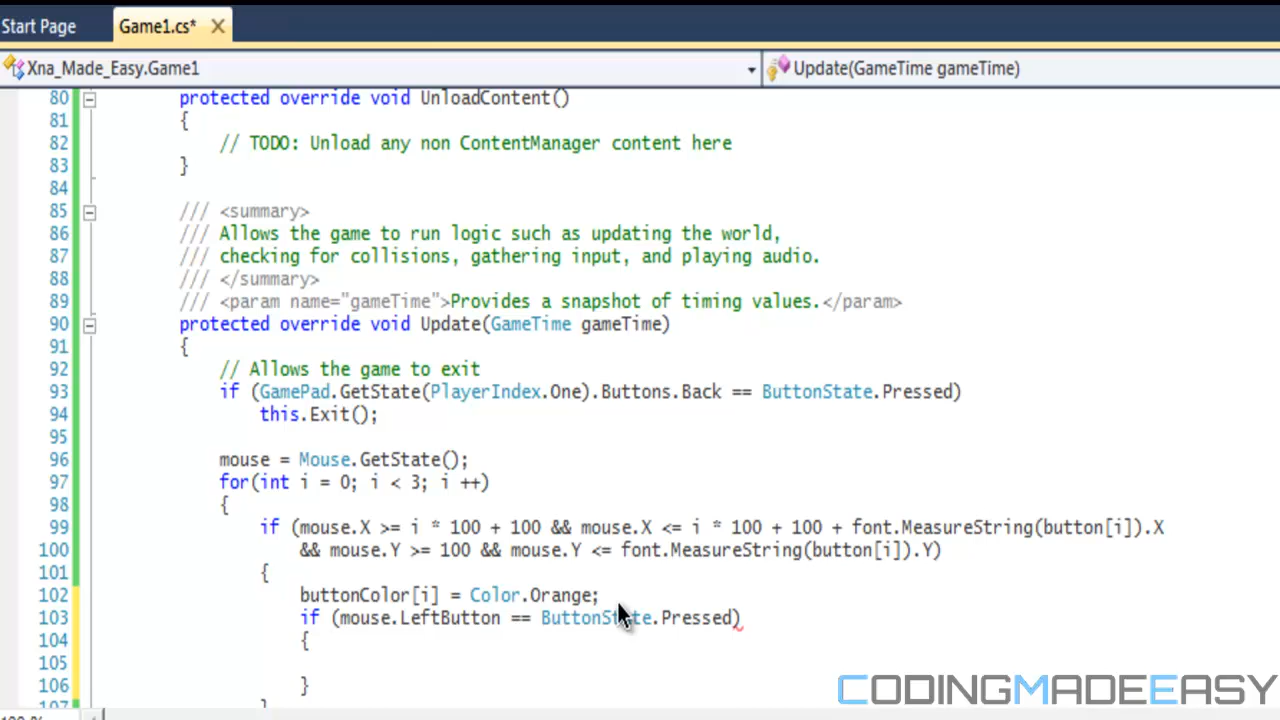 Start Page Game1.cs*
Xna_Made_Easy.Game1 Update(GameTime gameTime)
80 protected override void UnloadContent()
81 {
82 // TODO: Unload any non ContentManager content here
83 }
84
85 /// <summary>
86 /// Allows the game to run logic such as updating the world,
87 /// checking for collisions, gathering input, and playing audio.
88 /// </summary>
89 /// <param name="gameTime">Provides a snapshot of timing values.</param>
90 protected override void Update(GameTime gameTime)
91 {
92 // Allows the game to exit
93 if (GamePad.GetState(PlayerIndex.One).Buttons.Back == ButtonState.Pressed)
94 this.Exit();
95
96 mouse = Mouse.GetState();
97 for(int i = 0; i < 3; i ++)
98 {
99 if (mouse.X >= i * 100 + 100 && mouse.X <= i * 100 + 100 + font.MeasureString(button[i]).X
100 && mouse.Y >= 100 && mouse.Y <= font.MeasureString(button[i]).Y)
101 {
102 buttonColor[i] = Color.Orange;
103 if (mouse.LeftButton == ButtonState.Pressed)
104 {
105
106 }
107 }
CODINGMADEEASY